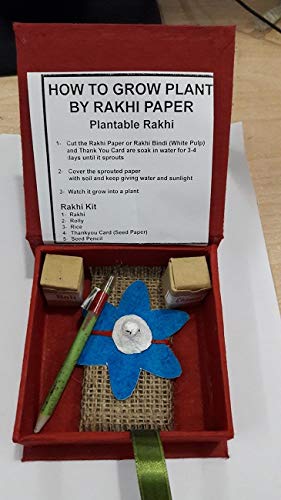 HOW TO GROW PLANT
BY RAKHI PAPER
Plantable Rakhi
1- Cut the Rakhi Paper or Rakhi Bindi (White Pulp)
and Thank You Card are soak in water for 3-4
days until it sprouts
2- Cover the sprouted paper
with soil and keep giving water and sunlight
3- Watch it grow into a plant
Rakhi Kit
1- Rakhi
2- Rolly
3- Rice
4- Thankyou Card (Seed Paper)
5- Seed Pencil